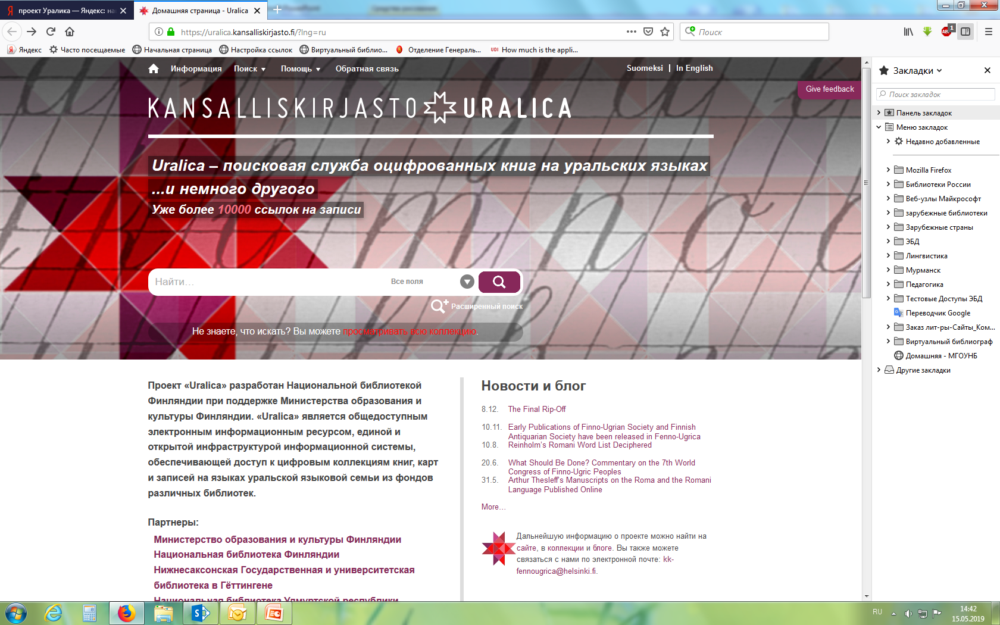 проект Уралика — Яндекс: на
Домашняя страница - Uralica
https://uralica.kansalliskirjasto.fi/?lng=ru
Поиск
1
Яндекс
Часто посещаемые
Начальная страница
Настройка ссылок
Виртуальный библио...
Отделение Генераль...
UDI How much is the appli...
Информация
Поиск
Помощь
Обратная связь
Suomeksi | In English
Give feedback
KANSALLISKIRJASTO URALICA
Uralica – поисковая служба оцифрованных книг на уральских языках
...и немного другого
Уже более 10000 ссылок на записи
Найти...
Все поля
Расширенный поиск
Не знаете, что искать? Вы можете просматривать всю коллекцию.
Проект «Uralica» разработан Национальной библиотекой
Финляндии при поддержке Министерства образования и
культуры Финляндии. «Uralica» является общедоступным
электронным информационным ресурсом, единой и
открытой инфраструктурой информационной системы,
обеспечивающей доступ к цифровым коллекциям книг, карт
и записей на языках уральской языковой семьи из фондов
различных библиотек.
Партнеры:
Министерство образования и культуры Финляндии
Национальная библиотека Финляндии
Нижнесаксонская Государственная и университетская
библиотека в Гёттингене
Национальная библиотека Удмуртской республики
Новости и блог
8.12. The Final Rip-Off
10.11. Early Publications of Finno-Ugrian Society and Finnish
Antiquarian Society have been released in Fenno-Ugrica
10.8. Reinholm's Romani Word List Deciphered
20.6. What Should Be Done? Commentary on the 7th World
Congress of Finno-Ugric Peoples
31.5. Arthur Thesleff's Manuscripts on the Roma and the Romani
Language Published Online
More...
Дальнейшую информацию о проекте можно найти на
сайте, в коллекции и блоге. Вы также можете
связаться с нами по электронной почте: kk-
fennougrica@helsinki.fi.
Закладки
Поиск закладок
Панель закладок
Меню закладок
Недавно добавленные
Mozilla Firefox
Библиотеки России
Веб-узлы Майкрософт
зарубежные библиотеки
Зарубежные страны
ЭБД
Лингвистика
Мурманск
Педагогика
Тестовые Доступы ЭБД
Переводчик Google
Заказ лит-ры-Сайты_Ком...
Виртуальный библиограф
Домашняя - МГОУНБ
Другие закладки
RU
14:42
15.05.2019